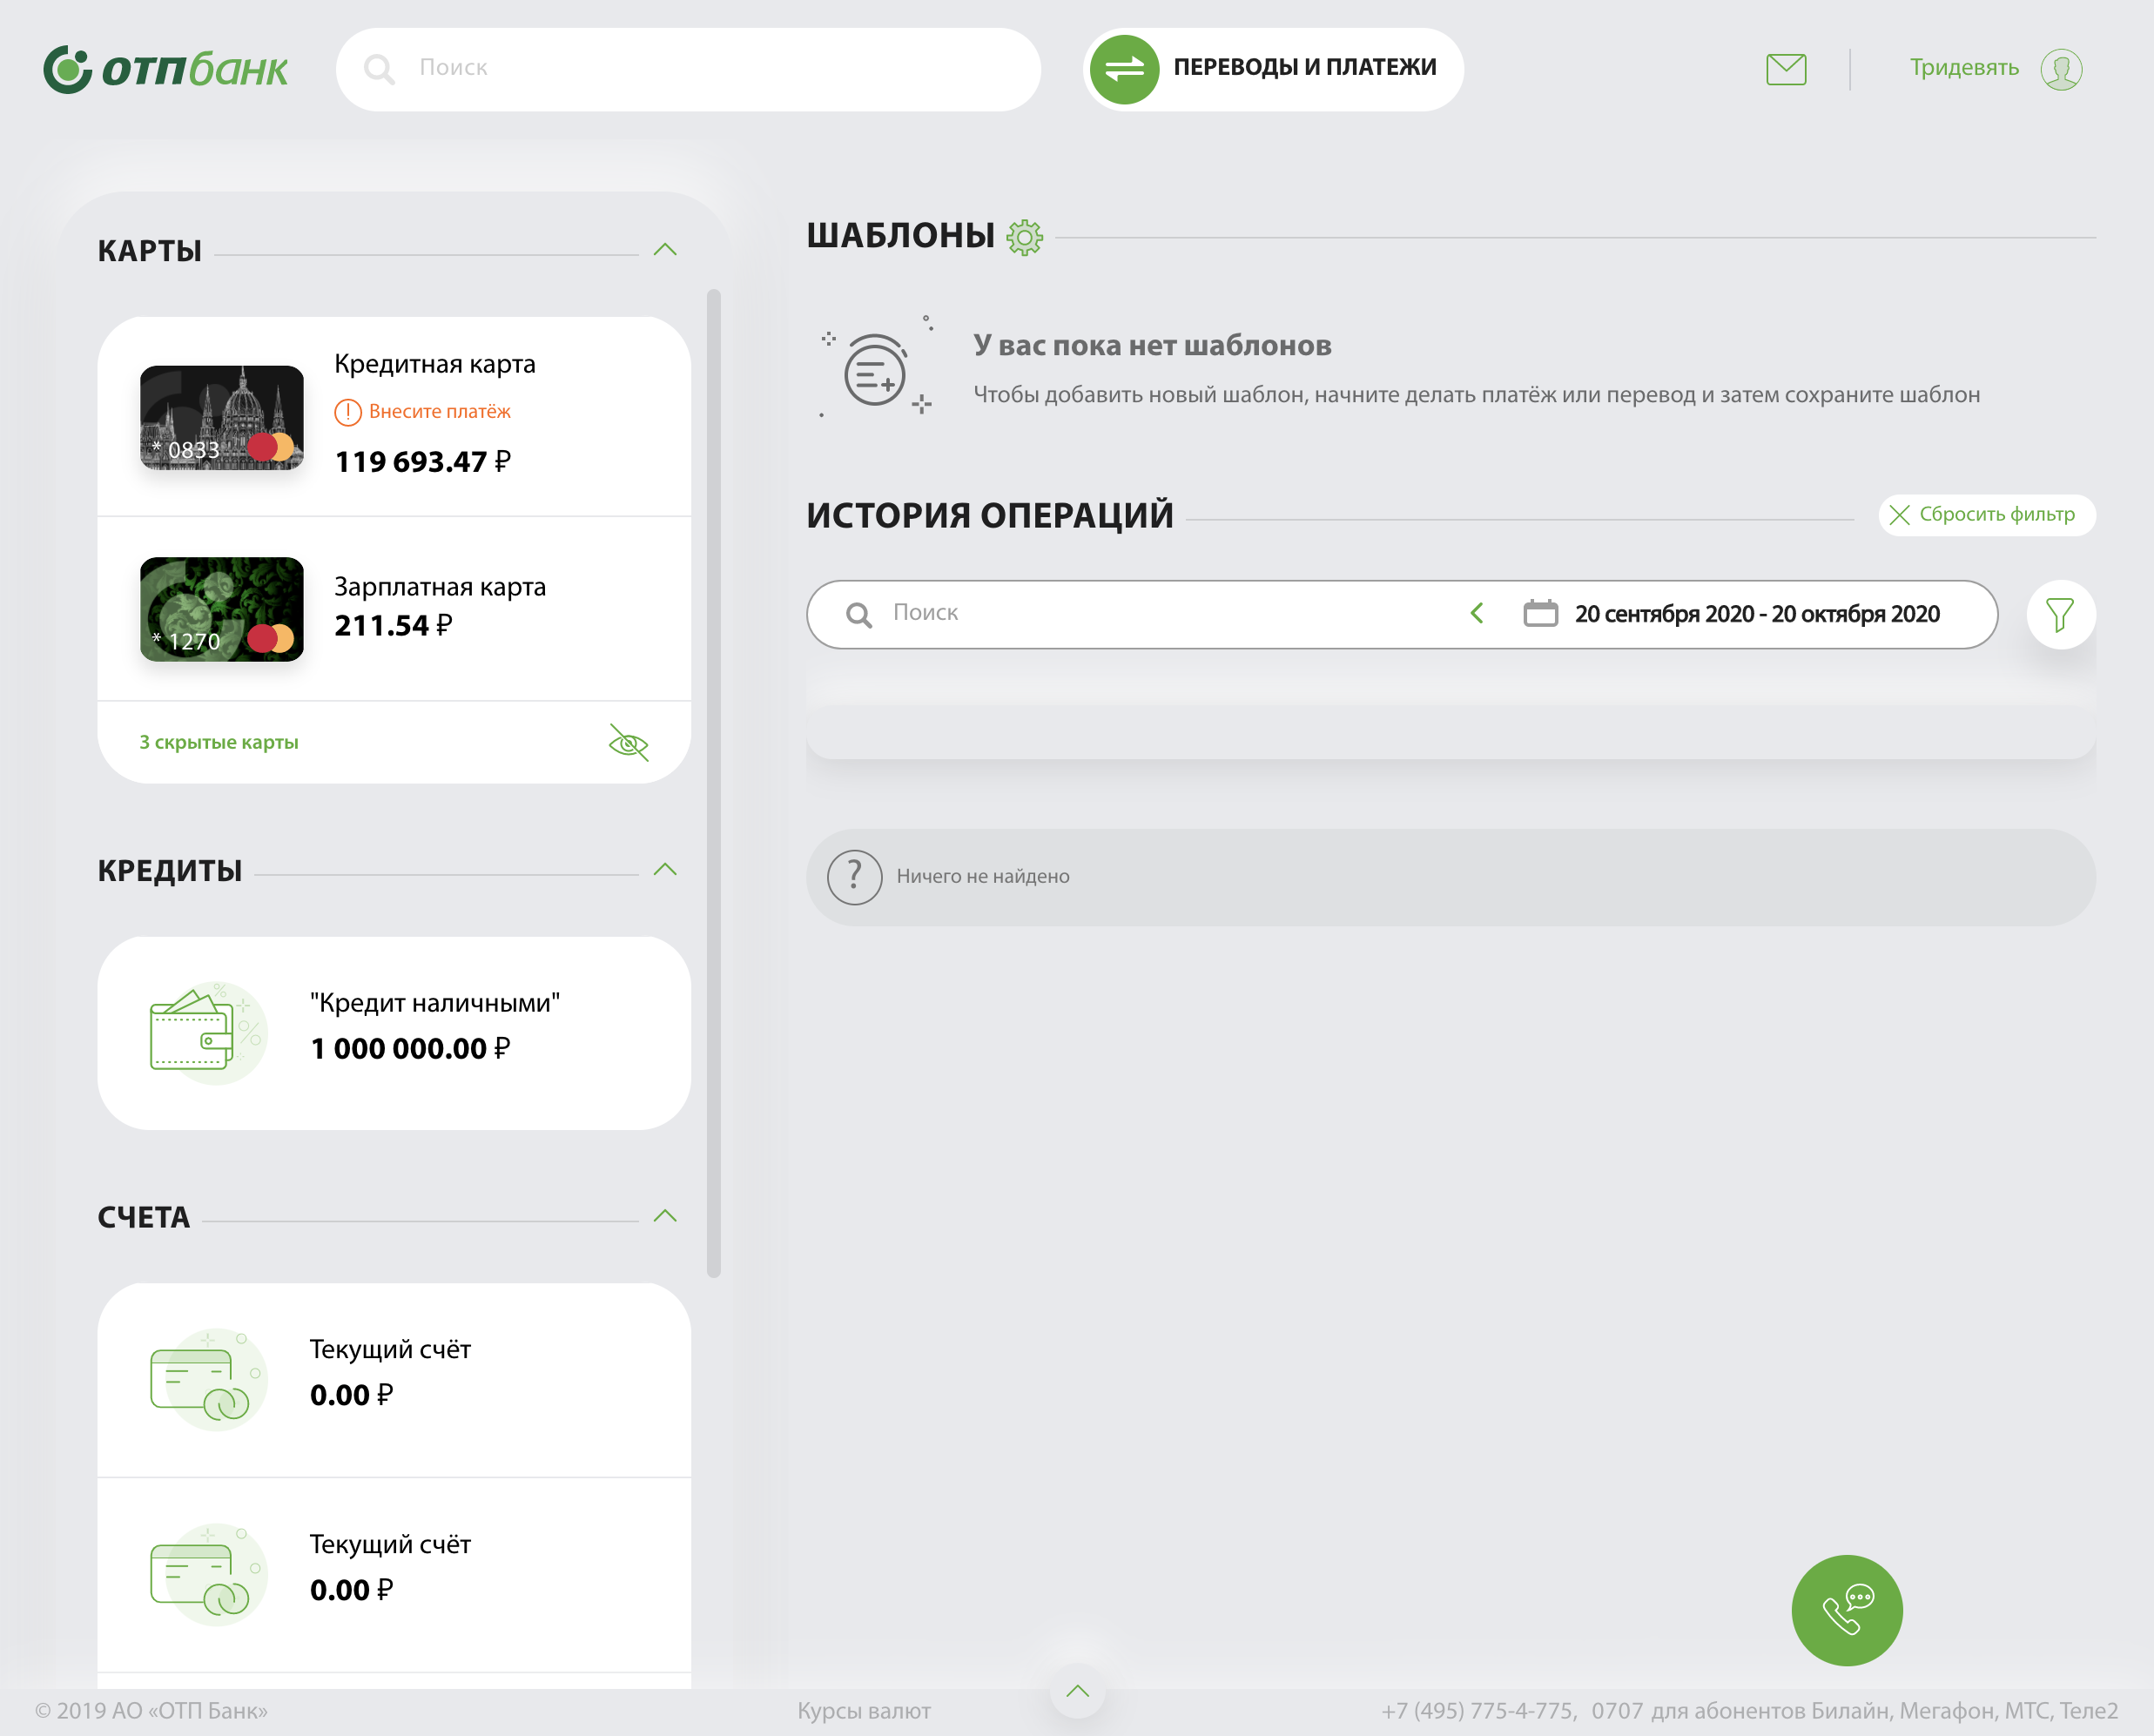 ОТПбанк
Поиск
ПЕРЕВОДЫ И ПЛАТЕЖИ
Тридевять
КАРТЫ
Кредитная карта
Внесите платёж
* 0833
119 693.47 ₽
Зарплатная карта
211.54 ₽
* 1270
3 скрытые карты
КРЕДИТЫ
"Кредит наличными"
1 000 000.00 ₽
СЧЕТА
Текущий счёт
0.00 ₽
Текущий счёт
0.00 ₽
ШАБЛОНЫ
У вас пока нет шаблонов
Чтобы добавить новый шаблон, начните делать платёж или перевод и затем сохраните шаблон
ИСТОРИЯ ОПЕРАЦИЙ
Сбросить фильтр
Поиск
20 сентября 2020 - 20 октября 2020
Ничего не найдено
© 2019 АО «ОТП Банк»
Курсы валют
+7 (495) 775-4-775, 0707 для абонентов Билайн, Мегафон, МТС, Теле2